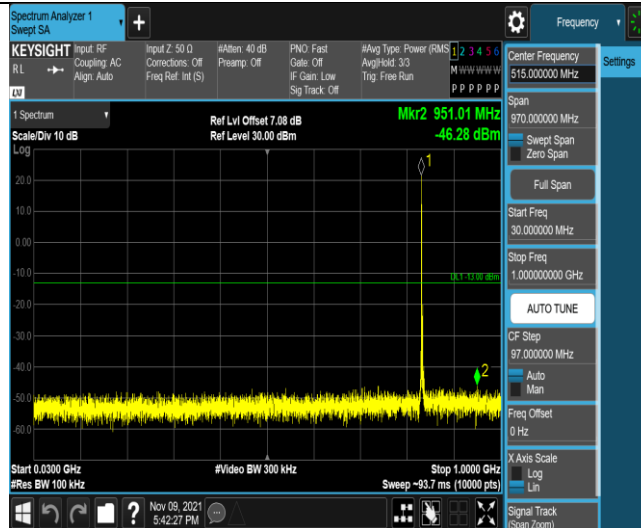 Spectrum Analyzer 1
Swept SA
+
Frequency
KEYSIGHT
RL
LXI
Input: RF
Coupling: AC
Align: Auto
Input Z: 50 Ω
Corrections: Off
Freq Ref: Int (S)
#Atten: 40 dB
Preamp: Off
PNO: Fast
Gate: Off
IF Gain: Low
Sig Track: Off
#Avg Type: Power (RMS
Avg|Hold: 3/3
Trig: Free Run
1 2 3 4 5 6
M W W W W W
P P P P P P
1 Spectrum
Scale/Div 10 dB
Log
Ref Lvl Offset 7.08 dB
Ref Level 30.00 dBm
Mkr2 951.01 MHz
-46.28 dBm
20.0
10.0
0.00
-10.0
-20.0
-30.0
-40.0
-50.0
-60.0
1
DL1 -13.00 dBm
2
Start 0.0300 GHz
#Res BW 100 kHz
#Video BW 300 kHz
Stop 1.0000 GHz
Sweep ~93.7 ms (10000 pts)
?
Nov 09, 2021
5:42:27 PM
Center Frequency
515.000000 MHz
Settings
Span
970.000000 MHz
Swept Span
Zero Span
Full Span
Start Freq
30.000000 MHz
Stop Freq
1.000000000 GHz
AUTO TUNE
CF Step
97.000000 MHz
Auto
Man
Freq Offset
0 Hz
X Axis Scale
Log
Lin
Signal Track
(Span Zoom)